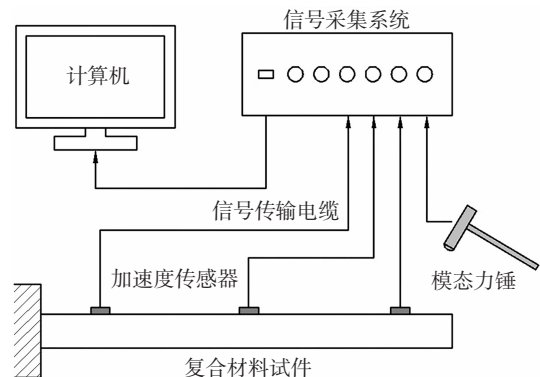 信号采集系统
计算机
信号传输电缆
加速度传感器
模态力锤
复合材料试件